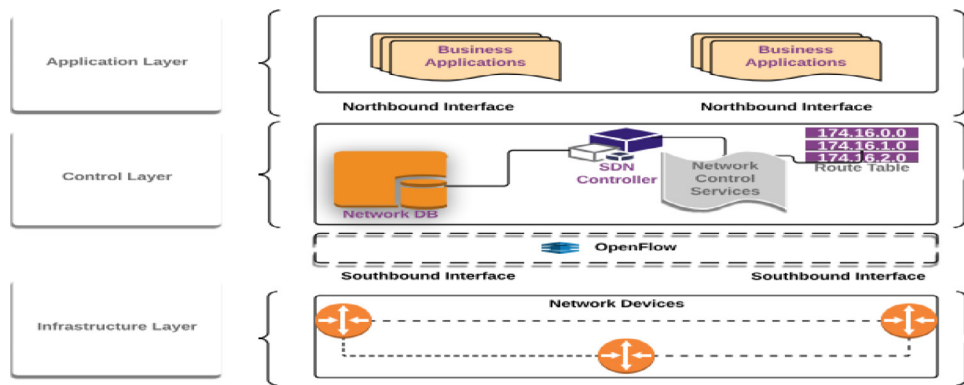 Application Layer
Business
Applications
Business
Applications
Northbound Interface
Northbound Interface
Control Layer
Network DB
SDN
Controller
Network
Control
Services
174.16.0.0
174.16.1.0
174.16.2.0
Route Table
OpenFlow
Southbound Interface
Southbound Interface
Infrastructure Layer
Network Devices